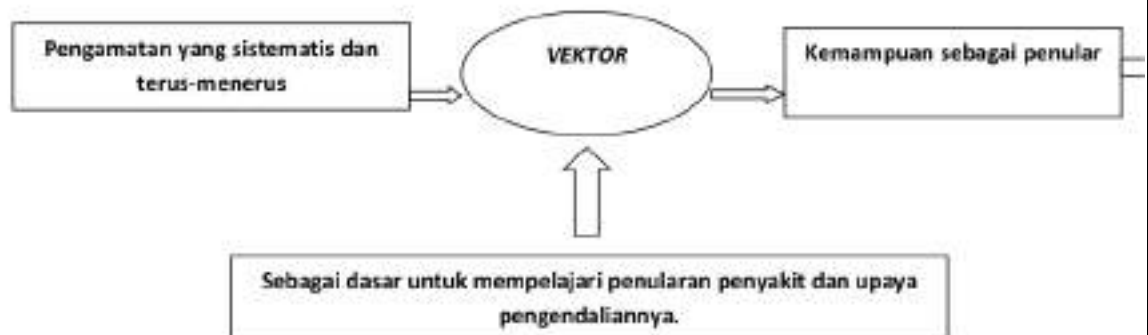 Pengamatan yang sistematis dan
terus-menerus
VEKTOR
Kemampuan sebagai penular
Sebagai dasar untuk mempelajari penularan penyakit dan upaya
pengendaliannya.